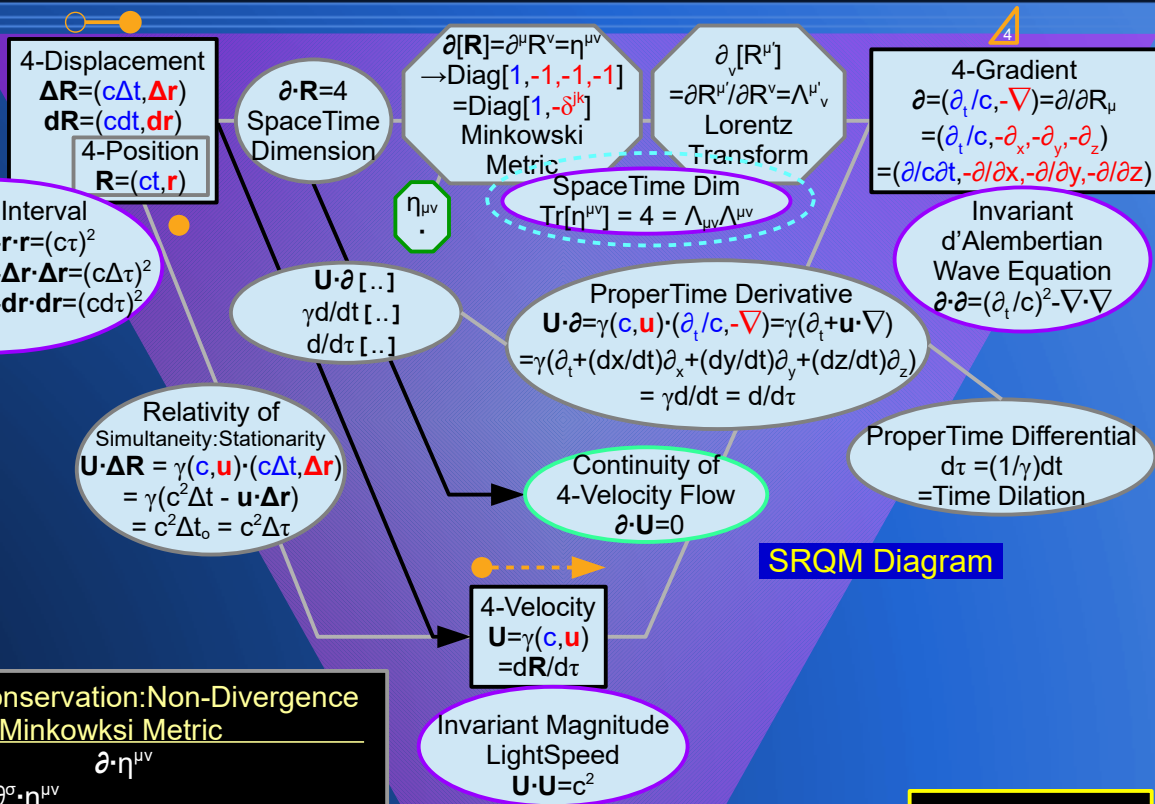 4-Displacement
ΔR=(cΔt,Δr)
dR=(cdt,dr)
4-Position
R=(ct,r)
∂·R=4
SpaceTime
Dimension
∂[R]=∂^μR^ν=η^μν
→Diag[1,-1,-1,-1]
=Diag[1,-δ^jk]
Minkowski
Metric
∂_ν[R^μ']
=∂R^μ'/∂R^ν=Λ^μ'_ν
Lorentz
Transform
4
4-Gradient
∂=(∂_t/c,-∇)=∂/∂R_μ
=(∂_t/c,-∂_x,-∂_y,-∂_z)
=(∂/c∂t,-∂/∂x,-∂/∂y,-∂/∂z)
SpaceTime Dim
Tr[η^μν] = 4 = Λ_μνΛ^μν
η_μν
·
Interval
r·r=(cτ)²
Δr·Δr=(cΔτ)²
dr·dr=(cdτ)²
Invariant
d'Alembertian
Wave Equation
∂·∂=(∂_t/c)²-∇·∇
U·∂[..]
γd/dt[..]
d/dτ[..]
ProperTime Derivative
U·∂=γ(c,u)·(∂_t/c,-∇)=γ(∂_t+u·∇)
=γ(∂_t+(dx/dt)∂_x+(dy/dt)∂_y+(dz/dt)∂_z)
= γd/dt = d/dτ
Relativity of
Simultaneity:Stationarity
U·ΔR = γ(c,u)·(cΔt,Δr)
= γ(c²Δt - u·Δr)
= c²Δt_o = c²Δτ
ProperTime Differential
dτ =(1/γ)dt
=Time Dilation
Continuity of
4-Velocity Flow
∂·U=0
SRQM Diagram
4-Velocity
U=γ(c,u)
=dR/dτ
Invariant Magnitude
LightSpeed
U·U=c²
onservation:Non-Divergence
Minkowksi Metric
∂·η^μν
∂^σ·η^μν